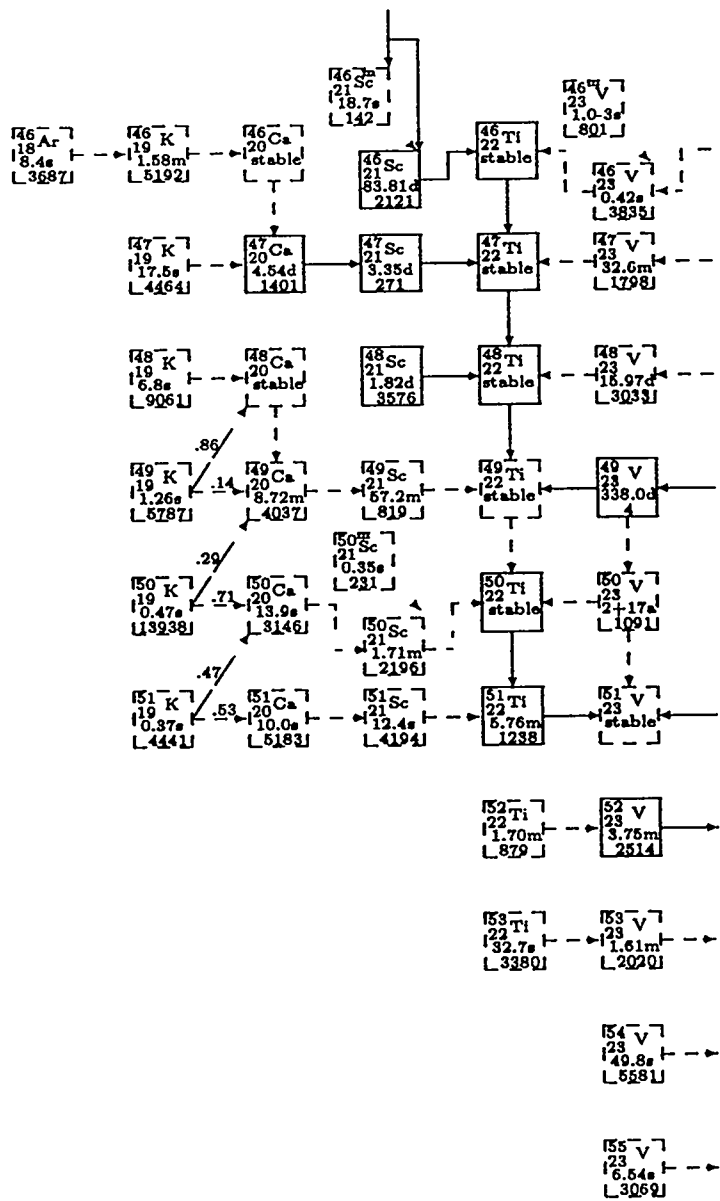 46m Sc
21
18.7s
142
46m V
23
1.0-3s
801
46 Ar
18
8.4s
3687
46 K
19
1.58m
5192
46 Ca
20
stable
46 Sc
21
83.81d
2121
46 Ti
22
stable
46 V
23
0.42s
3835
47 K
19
17.5s
4464
47 Ca
20
4.54d
1401
47 Sc
21
3.35d
271
47 Ti
22
stable
47 V
23
32.6m
1798
48 K
19
6.8s
9061
48 Ca
20
stable
48 Sc
21
1.82d
3576
48 Ti
22
stable
48 V
23
15.97d
3033
.86
49 K
19
1.26s
5787
.14
49 Ca
20
8.72m
4037
49 Sc
21
57.2m
819
49 Ti
22
stable
49 V
23
338.0d
.29
50m Sc
21
0.35s
231
50 K
19
0.47s
13938
.71
50 Ca
20
13.9s
3146
50 Sc
21
1.71m
2196
50 Ti
22
stable
50 V
23
2+17a
1091
.47
51 K
19
0.37s
4441
.53
51 Ca
20
10.0s
5183
51 Sc
21
12.4s
4194
51 Ti
22
5.76m
1238
51 V
23
stable
52 Ti
22
1.70m
879
52 V
23
3.75m
2514
53 Ti
22
32.7s
3380
53 V
23
1.61m
2020
54 V
23
49.8s
5581
55 V
23
6.54s
3069